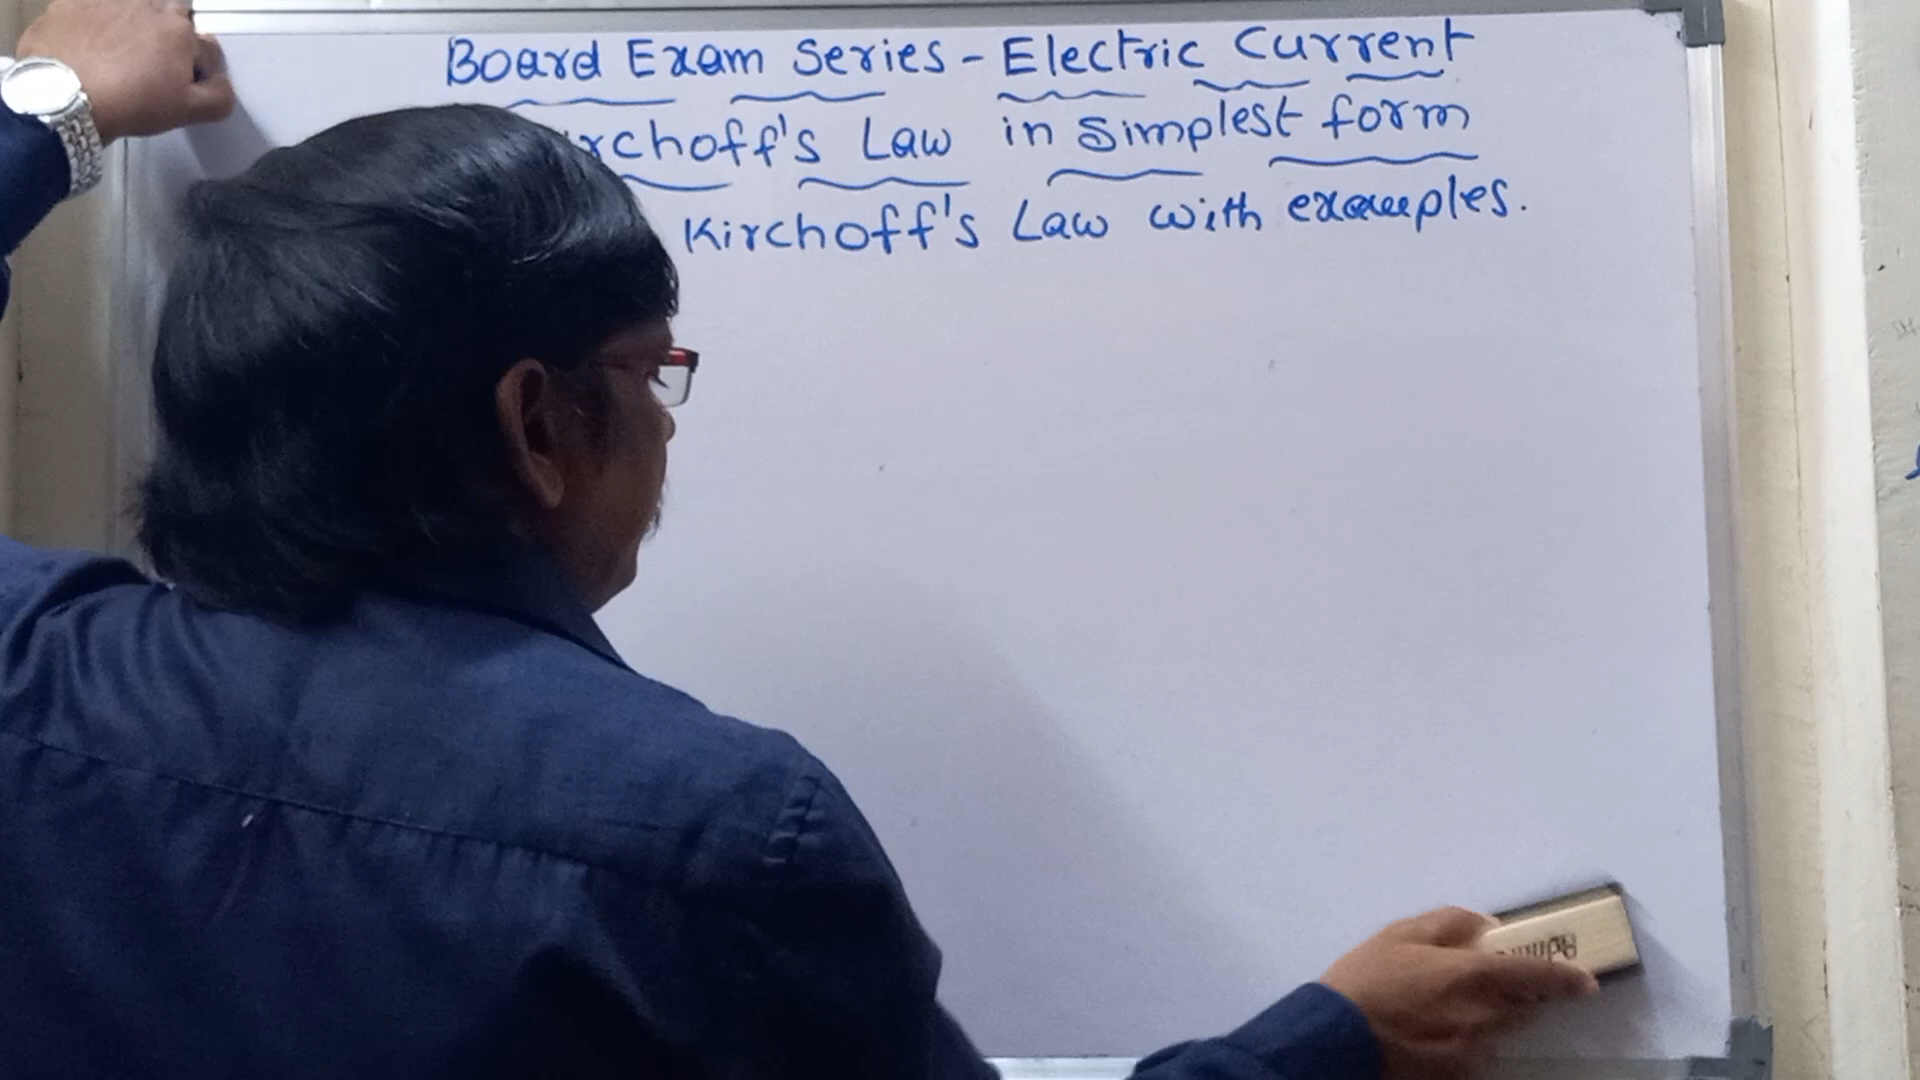 Board Exam Series - Electric Current
rchoff's Law in Simplest form
Kirchoff's Law with examples.